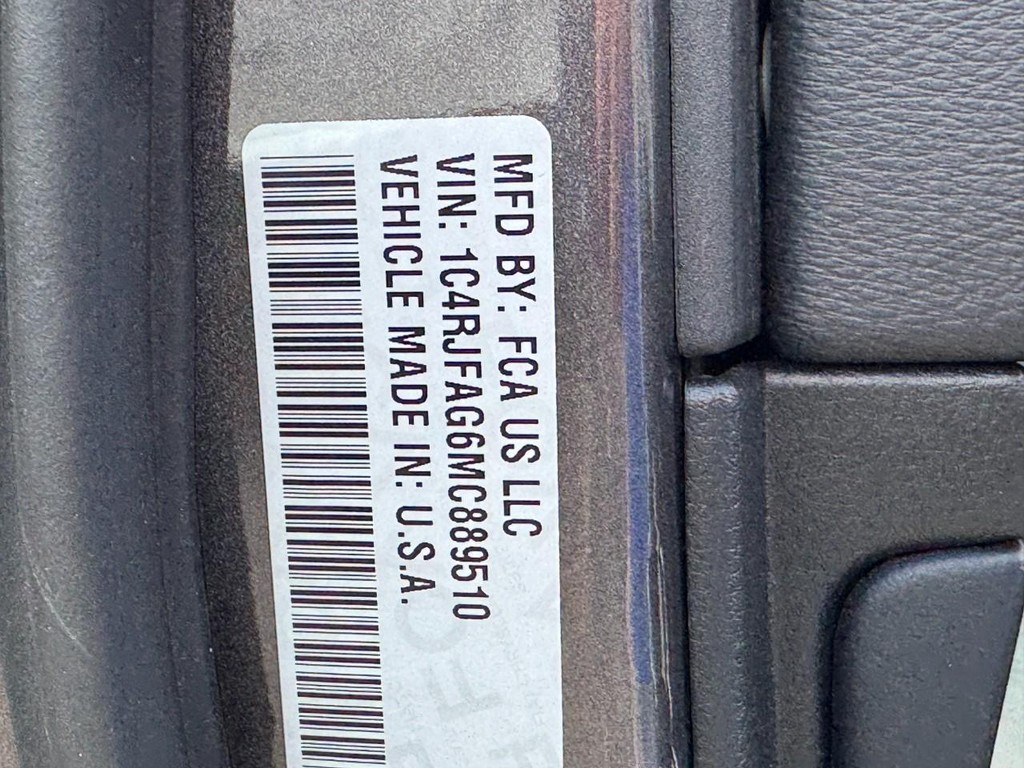 MFD BY: FCA US LLC
VIN: 1C4RJFAG6MC889510
VEHICLE MADE IN: U.S.A.